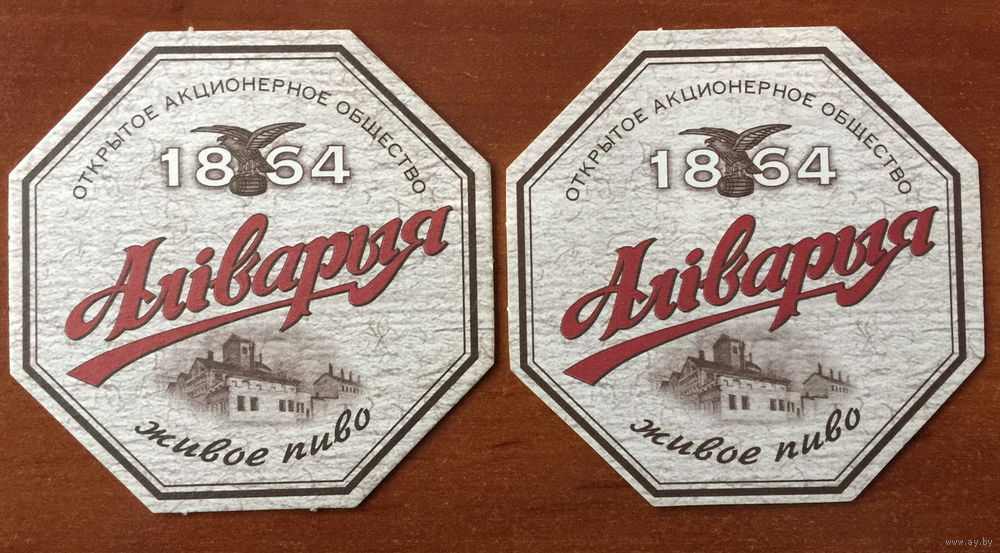 ОТКРЫТОЕ АКЦИОНЕРНОЕ ОБЩЕСТВО
1864
Аліварыя
живое пиво
ОТКРЫТОЕ АКЦИОНЕРНОЕ ОБЩЕСТВО
1864
Аліварыя
живое пиво
www.ay.by